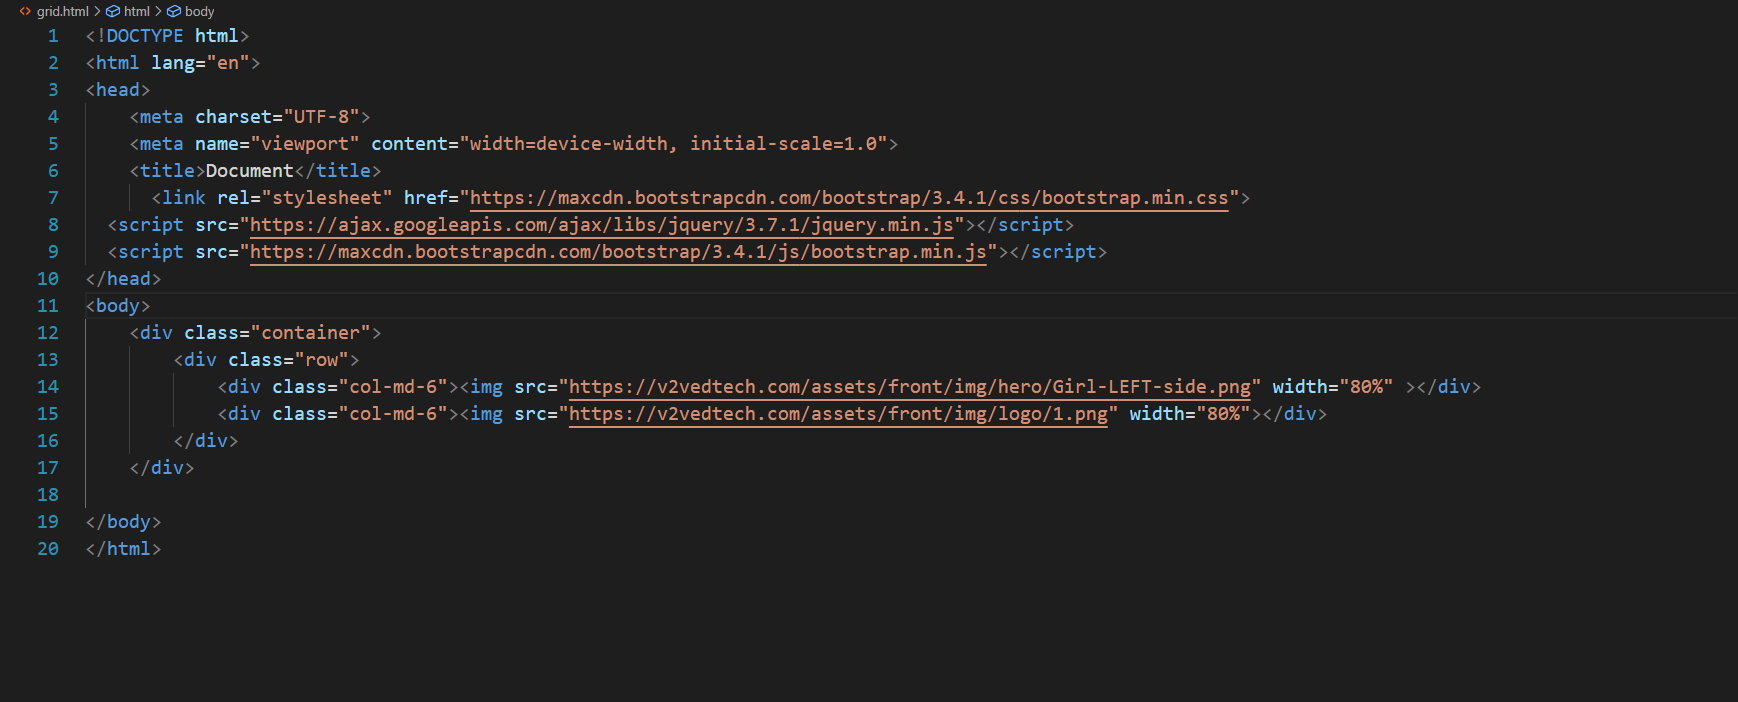 grid.html > html > body
1 <!DOCTYPE html>
2 <html lang="en">
3 <head>
4     <meta charset="UTF-8">
5     <meta name="viewport" content="width=device-width, initial-scale=1.0">
6     <title>Document</title>
7       <link rel="stylesheet" href="https://maxcdn.bootstrapcdn.com/bootstrap/3.4.1/css/bootstrap.min.css">
8   <script src="https://ajax.googleapis.com/ajax/libs/jquery/3.7.1/jquery.min.js"></script>
9   <script src="https://maxcdn.bootstrapcdn.com/bootstrap/3.4.1/js/bootstrap.min.js"></script>
10 </head>
11 <body>
12     <div class="container">
13         <div class="row">
14             <div class="col-md-6"><img src="https://v2vedtech.com/assets/front/img/hero/Girl-LEFT-side.png" width="80%" ></div>
15             <div class="col-md-6"><img src="https://v2vedtech.com/assets/front/img/logo/1.png" width="80%"></div>
16         </div>
17     </div>
18
19 </body>
20 </html>